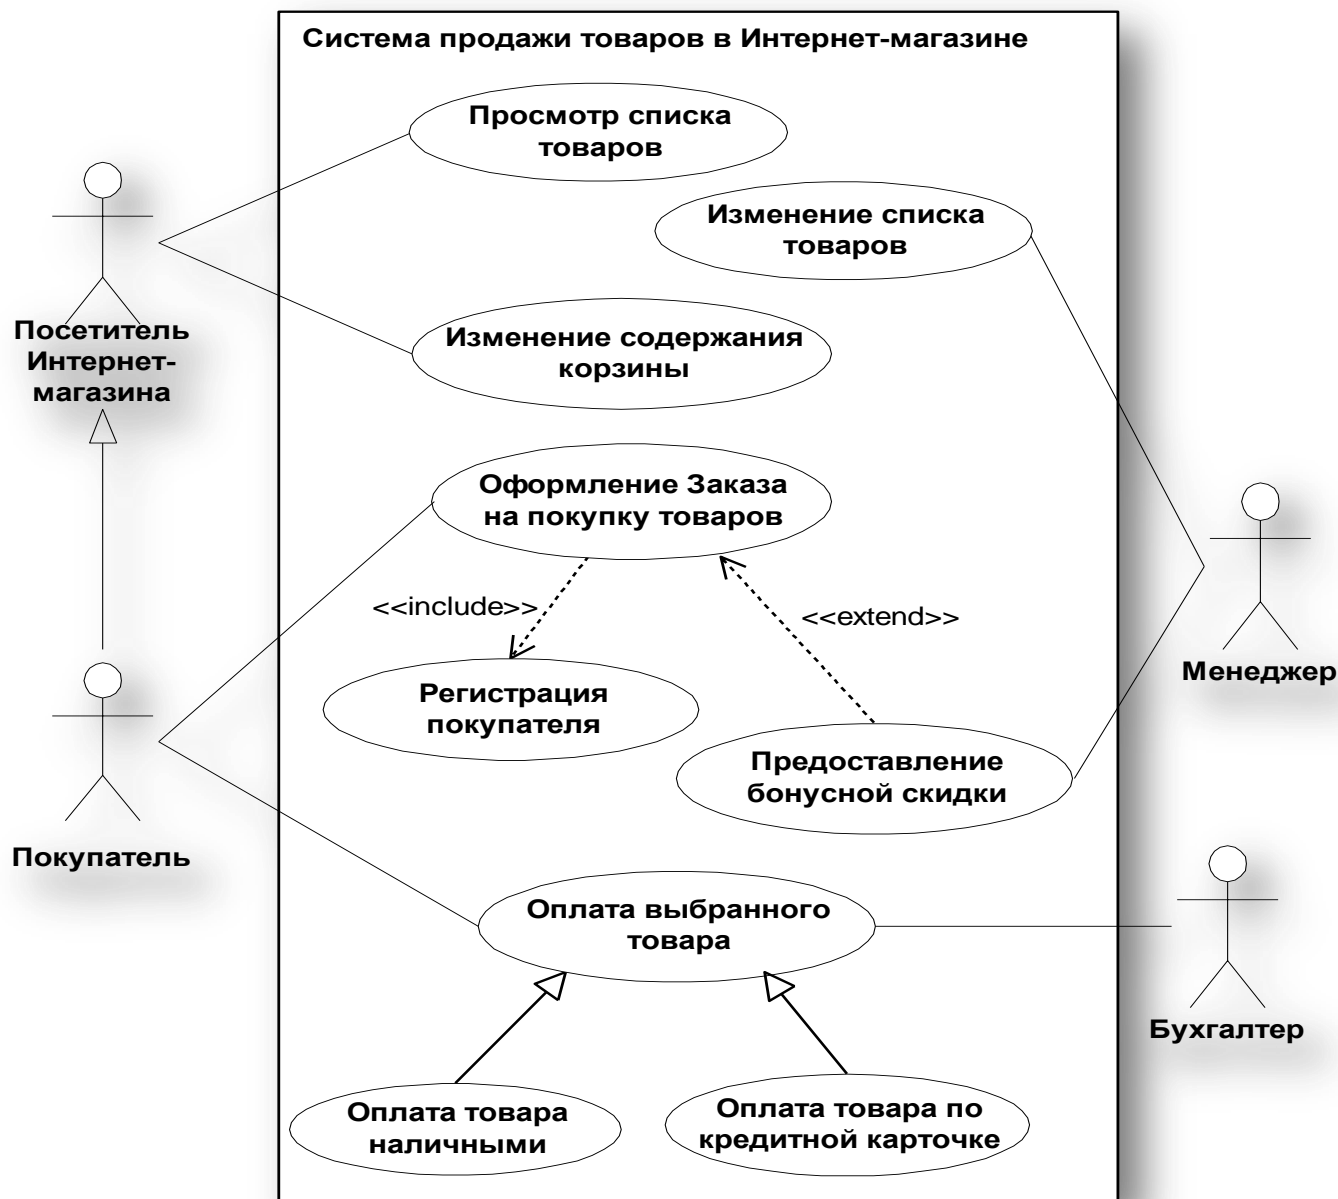 Система продажи товаров в Интернет-магазине
Просмотр списка
товаров
Изменение списка
товаров
Посетитель
Интернет-
магазина
Изменение содержания
корзины
Оформление Заказа
на покупку товаров
<<include>>
<<extend>>
Регистрация
покупателя
Менеджер
Предоставление
бонусной скидки
Покупатель
Оплата выбранного
товара
Бухгалтер
Оплата товара
наличными
Оплата товара по
кредитной карточке